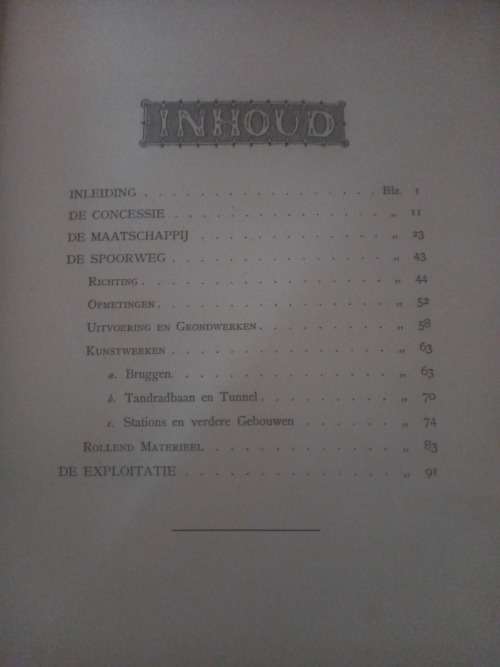 INHOUD
INLEIDING . . . . . . . . . . . . . . . . . . Blz. 1
DE CONCESSIE . . . . . . . . . . . . . . . . „ 11
DE MAATSCHAPPIJ . . . . . . . . . . . . . . „ 23
DE SPOORWEG . . . . . . . . . . . . . . . . „ 43
RICHTING . . . . . . . . . . . . . . . . . „ 44
OPMETINGEN . . . . . . . . . . . . . . . . „ 52
UITVOERING EN GRONDWERKEN . . . . . . . . . „ 58
KUNSTWERKEN . . . . . . . . . . . . . . . „ 63
a. Bruggen . . . . . . . . . . . . . . . „ 63
b. Tandradbaan en Tunnel . . . . . . . . . „ 70
c. Stations en verdere Gebouwen . . . . . . „ 74
ROLLEND MATERIEEL . . . . . . . . . . . . . „ 83
DE EXPLOITATIE . . . . . . . . . . . . . . . „ 91